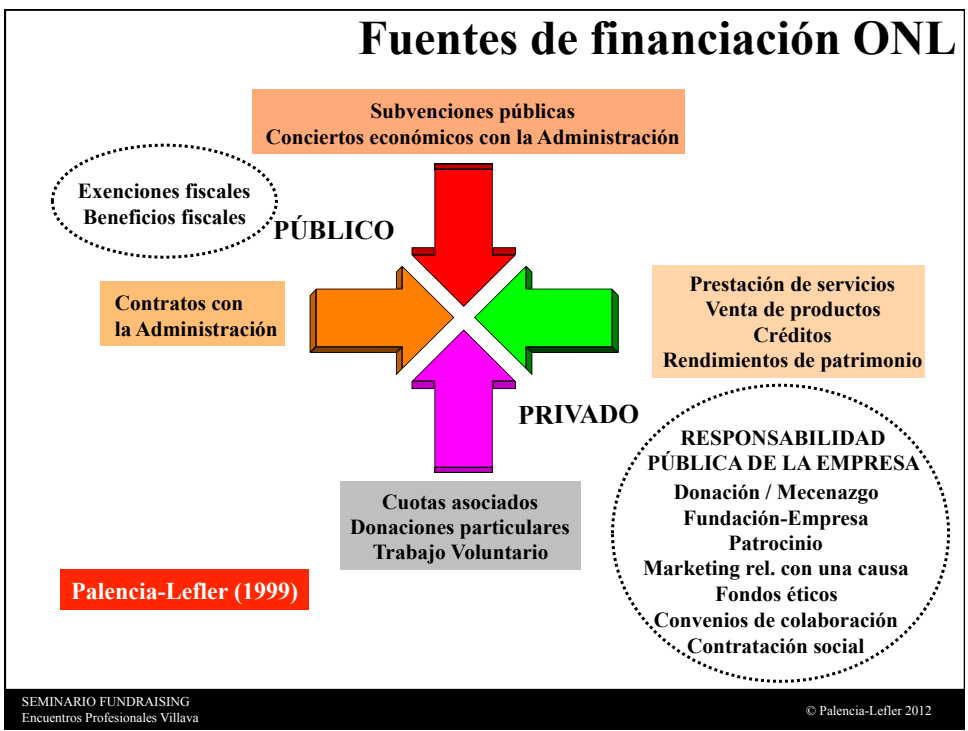 Fuentes de financiación ONL
Subvenciones públicas
Conciertos económicos con la Administración
Exenciones fiscales
Beneficios fiscales
PÚBLICO
Contratos con
la Administración
Prestación de servicios
Venta de productos
Créditos
Rendimientos de patrimonio
PRIVADO
RESPONSABILIDAD
PÚBLICA DE LA EMPRESA
Donación / Mecenazgo
Fundación-Empresa
Patrocinio
Marketing rel. con una causa
Fondos éticos
Convenios de colaboración
Contratación social
Cuotas asociados
Donaciones particulares
Trabajo Voluntario
Palencia-Lefler (1999)
SEMINARIO FUNDRAISING
Encuentros Profesionales Villava
© Palencia-Lefler 2012